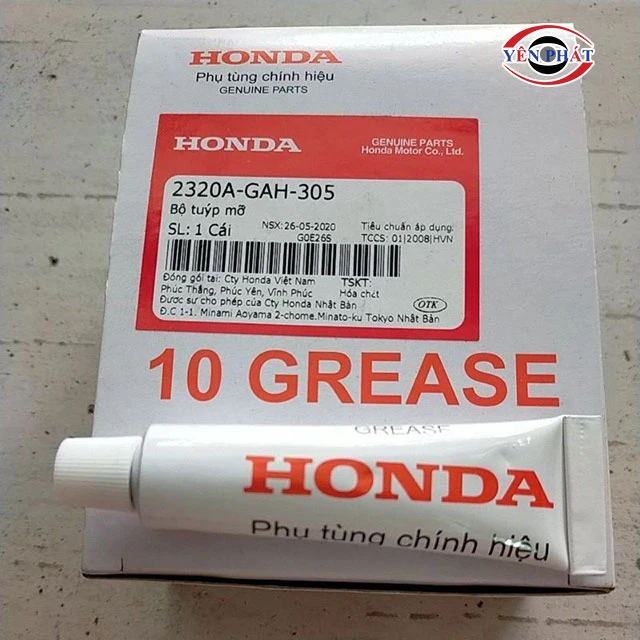 YÊN PHÁT
HONDA
Phụ tùng chính hiệu
GENUINE PARTS
HONDA
GENUINE PARTS
Honda Motor Co., Ltd.
2320A-GAH-305
Bộ tuýp mỡ
NSX:26-05-2020
Tiêu chuẩn áp dụng:
SL: 1 Cái
G0E26S
TCCS: 01|2008|HVN
Đóng gói tại: Cty Honda Việt Nam
TSKT:
Phúc Thắng, Phúc Yên, Vĩnh Phúc
Hóa chất
Được sự cho phép của Cty Honda Nhật Bản
OTK
Đ.C 1-1. Minami Aoyama 2-chome.Minato-ku Tokyo Nhật Bản
10 GREASE
GREASE
HONDA
Phụ tùng chính hiệu